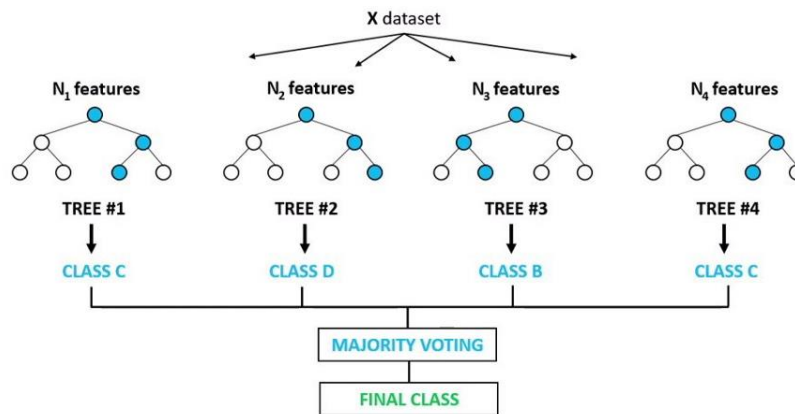 X dataset
N₁ features N₂ features N₃ features N₄ features
TREE #1 TREE #2 TREE #3 TREE #4
CLASS C CLASS D CLASS B CLASS C
MAJORITY VOTING
FINAL CLASS